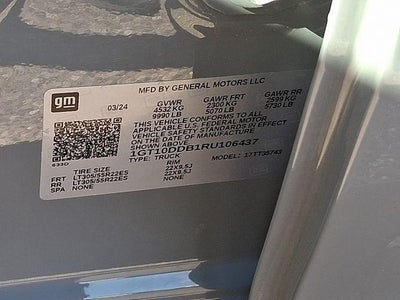 gm
MFD BY GENERAL MOTORS LLC
03/24
GVWR GAWR FRT GAWR RR
4532 KG 2300 KG 2599 KG
9990 LB 5070 LB 5730 LB
THIS VEHICLE CONFORMS TO ALL
APPLICABLE U.S. FEDERAL MOTOR
VEHICLE SAFETY STANDARDS IN EFFECT
ON THE DATE OF MANUFACTURE
SHOWN ABOVE
1GT10DDB1RU106437
TYPE: TRUCK MODEL: 17TT35743
TIRE SIZE RIM
FRT LT305/55R22ES 22X9.5J
RR LT305/55R22ES 22X9.5J
SPA NONE NONE